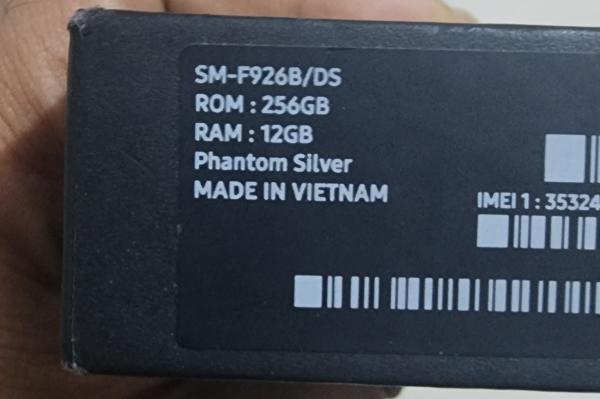 SM-F926B/DS
ROM : 256GB
RAM : 12GB
Phantom Silver
MADE IN VIETNAM
IMEI 1 : 35324